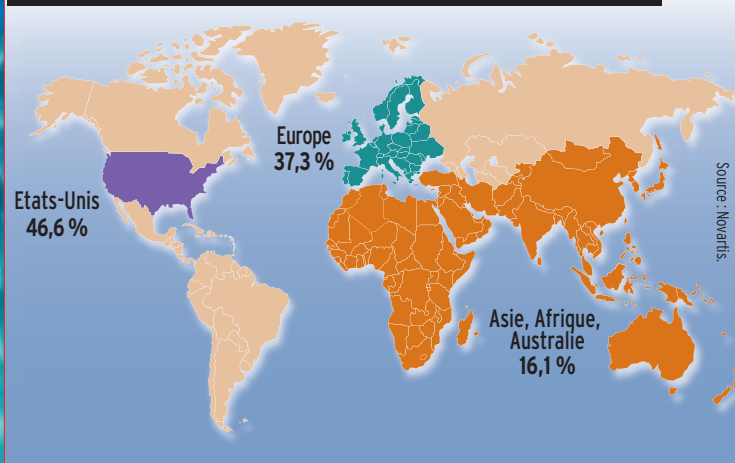 Europe
37,3 %
Etats-Unis
46,6 %
Asie, Afrique,
Australie
16,1 %
Source : Novartis.